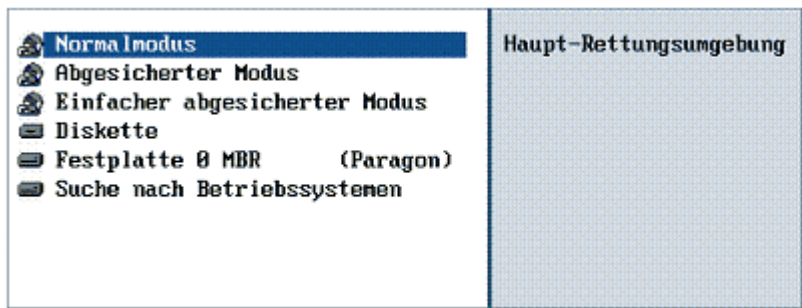 Normalmodus
Abgesicherter Modus
Einfacher abgesicherter Modus
Diskette
Festplatte 0 MBR (Paragon)
Suche nach Betriebssystemen
Haupt-Rettungsumgebung